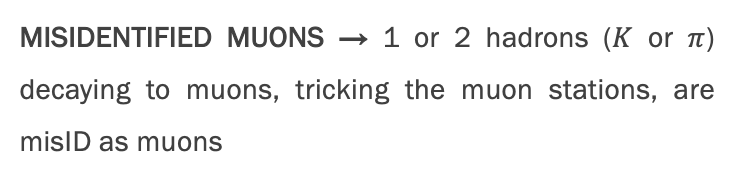 MISIDENTIFIED MUONS → 1 or 2 hadrons (K or π)
decaying to muons, tricking the muon stations, are
misID as muons